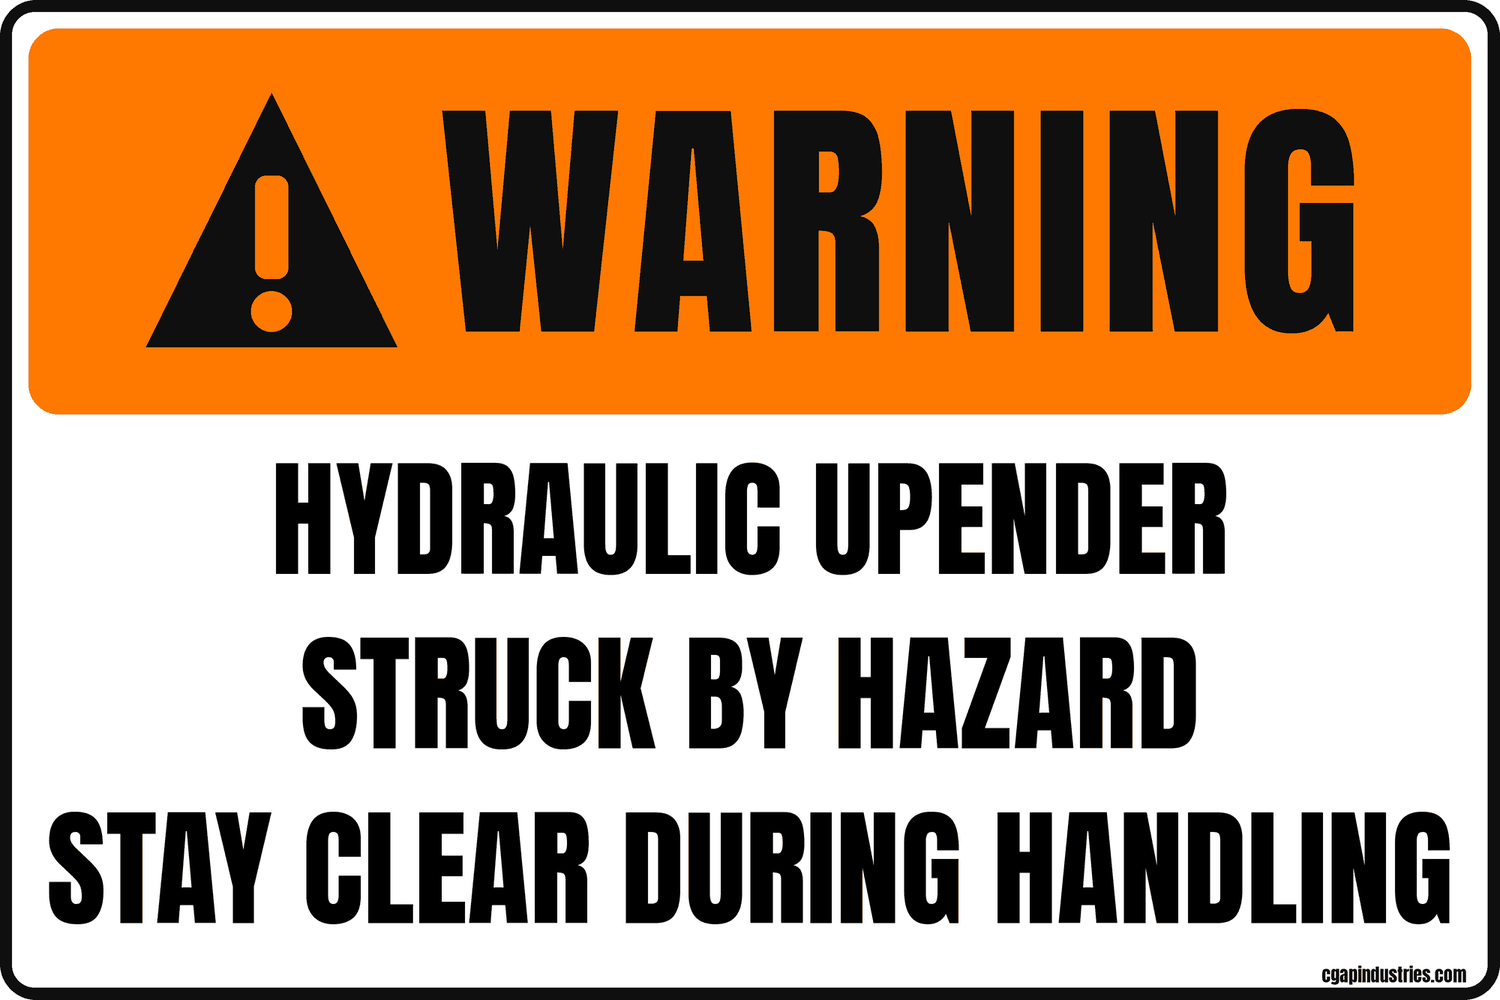 WARNING
HYDRAULIC UPENDER
STRUCK BY HAZARD
STAY CLEAR DURING HANDLING
cgapindustries.com